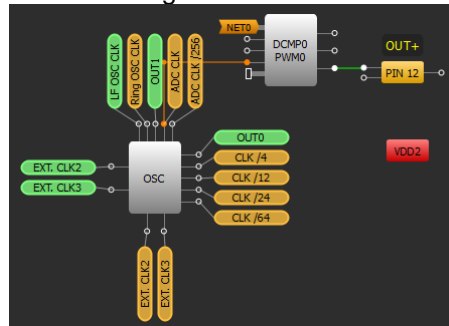 NET0
DCMP0
PWM0
OUT+
PIN 12
VDD2
LF OSC CLK
Ring OSC CLK
OUT1
ADC CLK
ADC CLK /256
OSC
EXT. CLK2
EXT. CLK3
OUT0
CLK /4
CLK /12
CLK /24
CLK /64
EXT. CLK2
EXT. CLK3